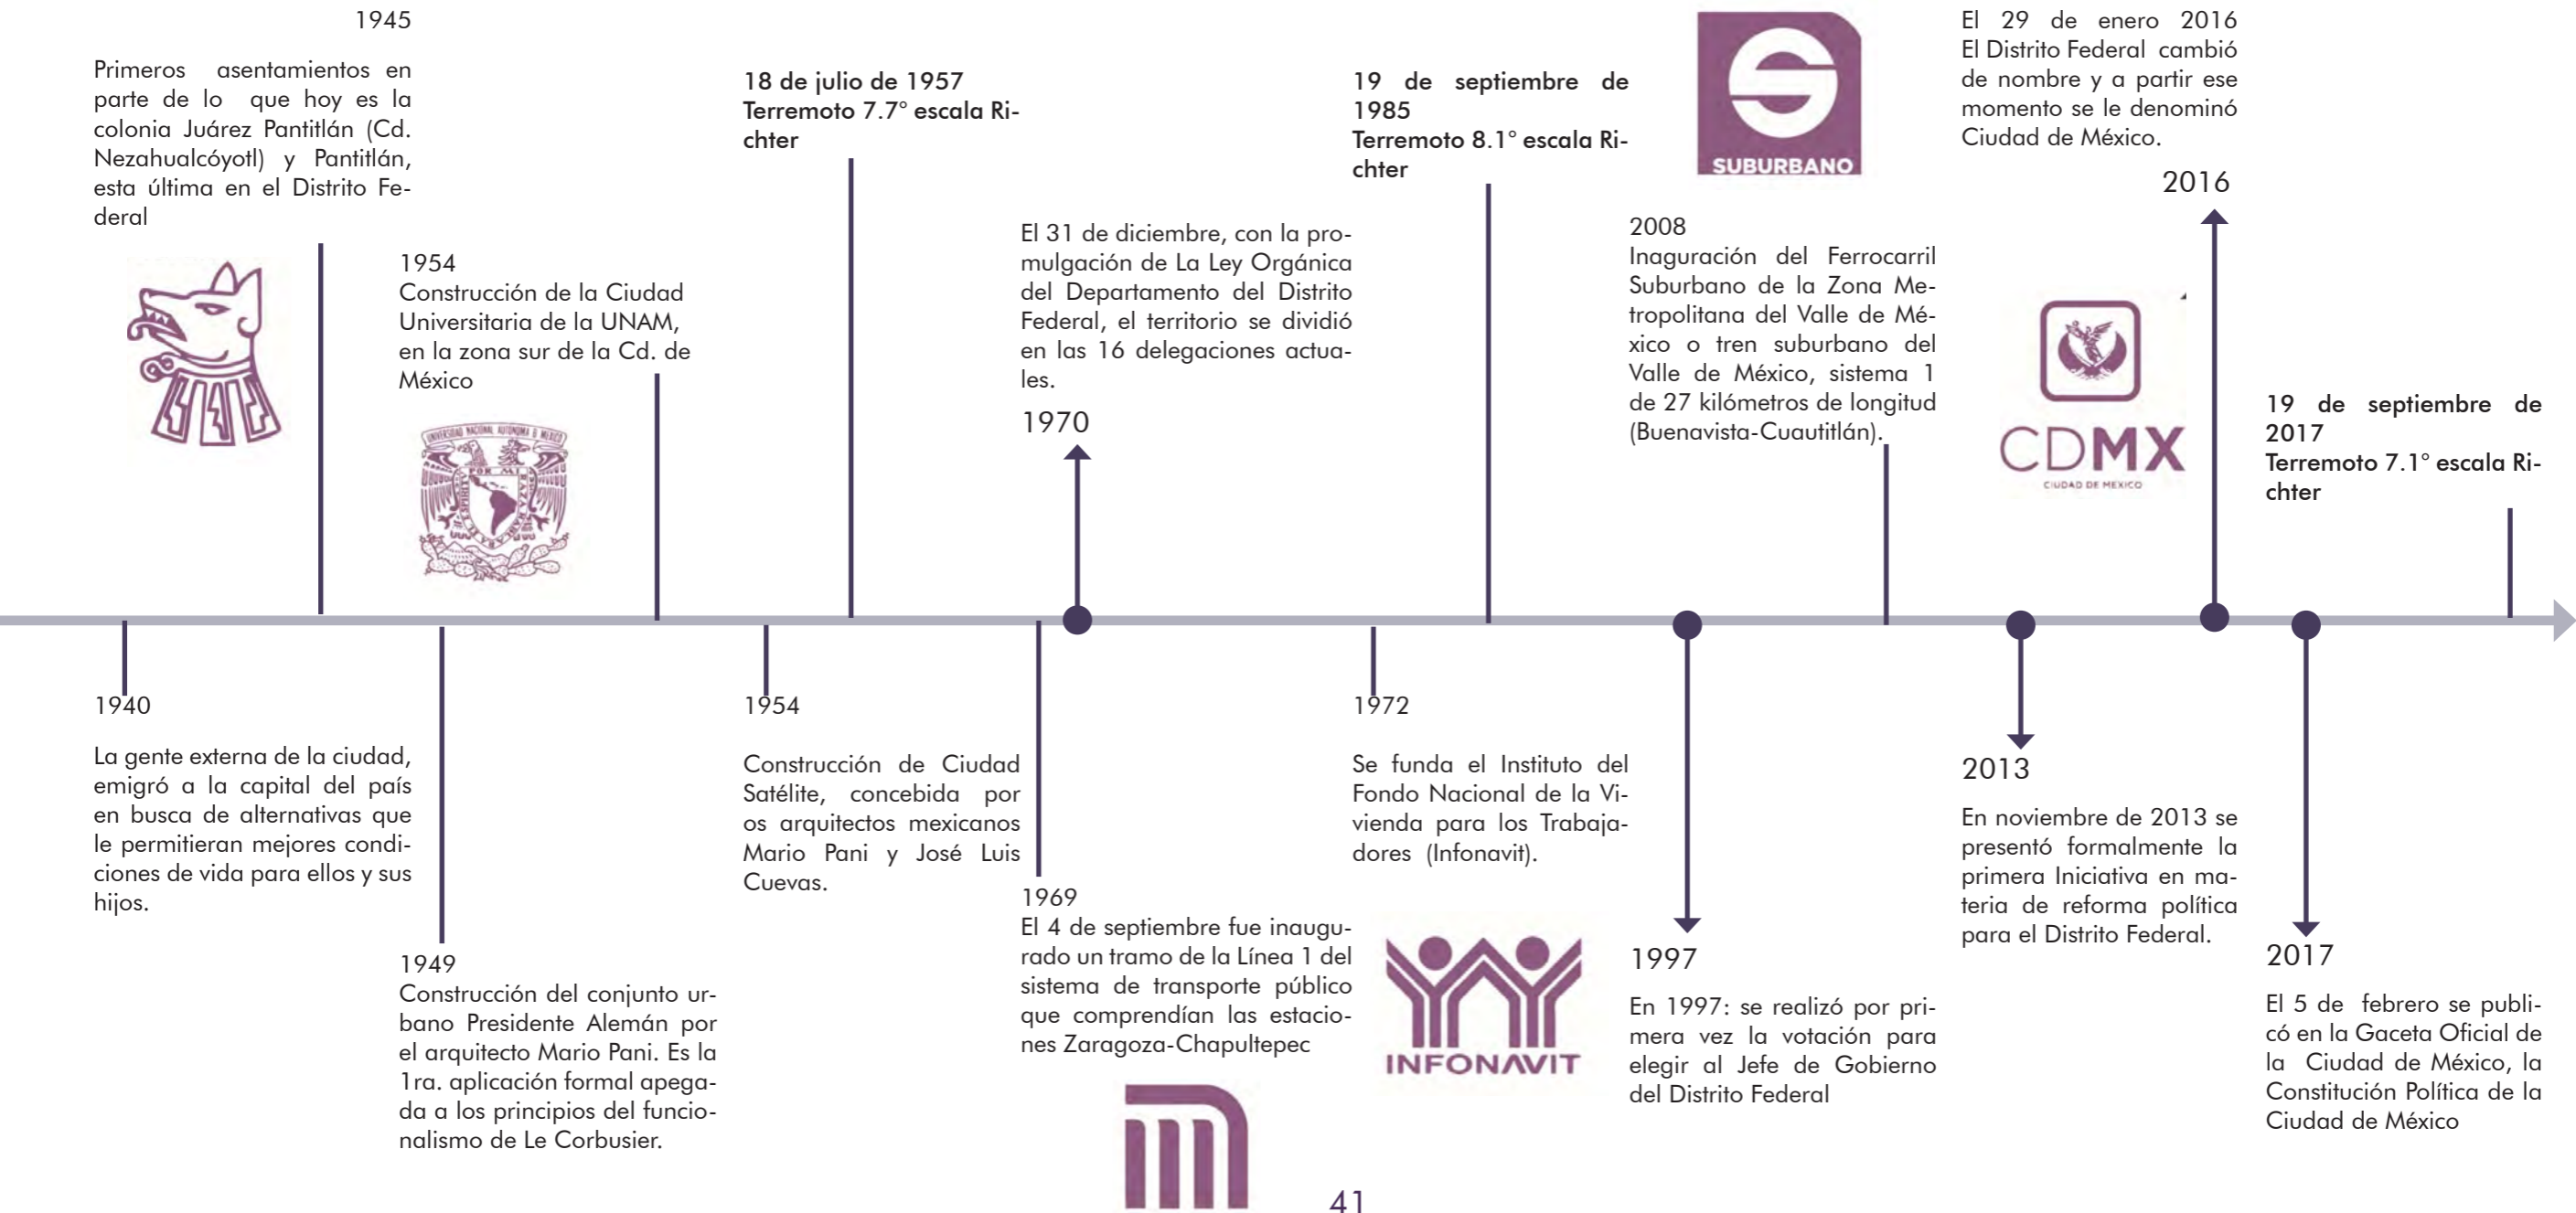 1945
Primeros asentamientos en
parte de lo que hoy es la
colonia Juárez Pantitlán (Cd.
Nezahualcóyotl) y Pantitlán,
esta última en el Distrito Fe-
deral
1940
La gente externa de la ciudad,
emigró a la capital del país
en busca de alternativas que
le permitieran mejores condi-
ciones de vida para ellos y sus
hijos.
1954
Construcción de la Ciudad
Universitaria de la UNAM,
en la zona sur de la Cd. de
México
UNIVERSIDAD NACIONAL AUTONOMA D MEXICO
POR MI RAZA HABLARA EL ESPIRITU
1949
Construcción del conjunto ur-
bano Presidente Alemán por
el arquitecto Mario Pani. Es la
1ra. aplicación formal apega-
da a los principios del funcio-
nalismo de Le Corbusier.
18 de julio de 1957
Terremoto 7.7° escala Ri-
chter
1954
Construcción de Ciudad
Satélite, concebida por
os arquitectos mexicanos
Mario Pani y José Luis
Cuevas.
El 31 de diciembre, con la pro-
mulgación de La Ley Orgánica
del Departamento del Distrito
Federal, el territorio se dividió
en las 16 delegaciones actua-
les.
1970
1969
El 4 de septiembre fue inaugu-
rado un tramo de la Línea 1 del
sistema de transporte público
que comprendían las estacio-
nes Zaragoza-Chapultepec
19 de septiembre de
1985
Terremoto 8.1° escala Ri-
chter
1972
Se funda el Instituto del
Fondo Nacional de la Vi-
vienda para los Trabaja-
dores (Infonavit).
INFONAVIT
SUBURBANO
2008
Inaguración del Ferrocarril
Suburbano de la Zona Me-
tropolitana del Valle de Mé-
xico o tren suburbano del
Valle de México, sistema 1
de 27 kilómetros de longitud
(Buenavista-Cuautitlán).
1997
En 1997: se realizó por pri-
mera vez la votación para
elegir al Jefe de Gobierno
del Distrito Federal
El 29 de enero 2016
El Distrito Federal cambió
de nombre y a partir ese
momento se le denominó
Ciudad de México.
2016
CDMX
CIUDAD DE MÉXICO
2013
En noviembre de 2013 se
presentó formalmente la
primera Iniciativa en ma-
teria de reforma política
para el Distrito Federal.
19 de septiembre de
2017
Terremoto 7.1° escala Ri-
chter
2017
El 5 de febrero se publi-
có en la Gaceta Oficial de
la Ciudad de México, la
Constitución Política de la
Ciudad de México
41